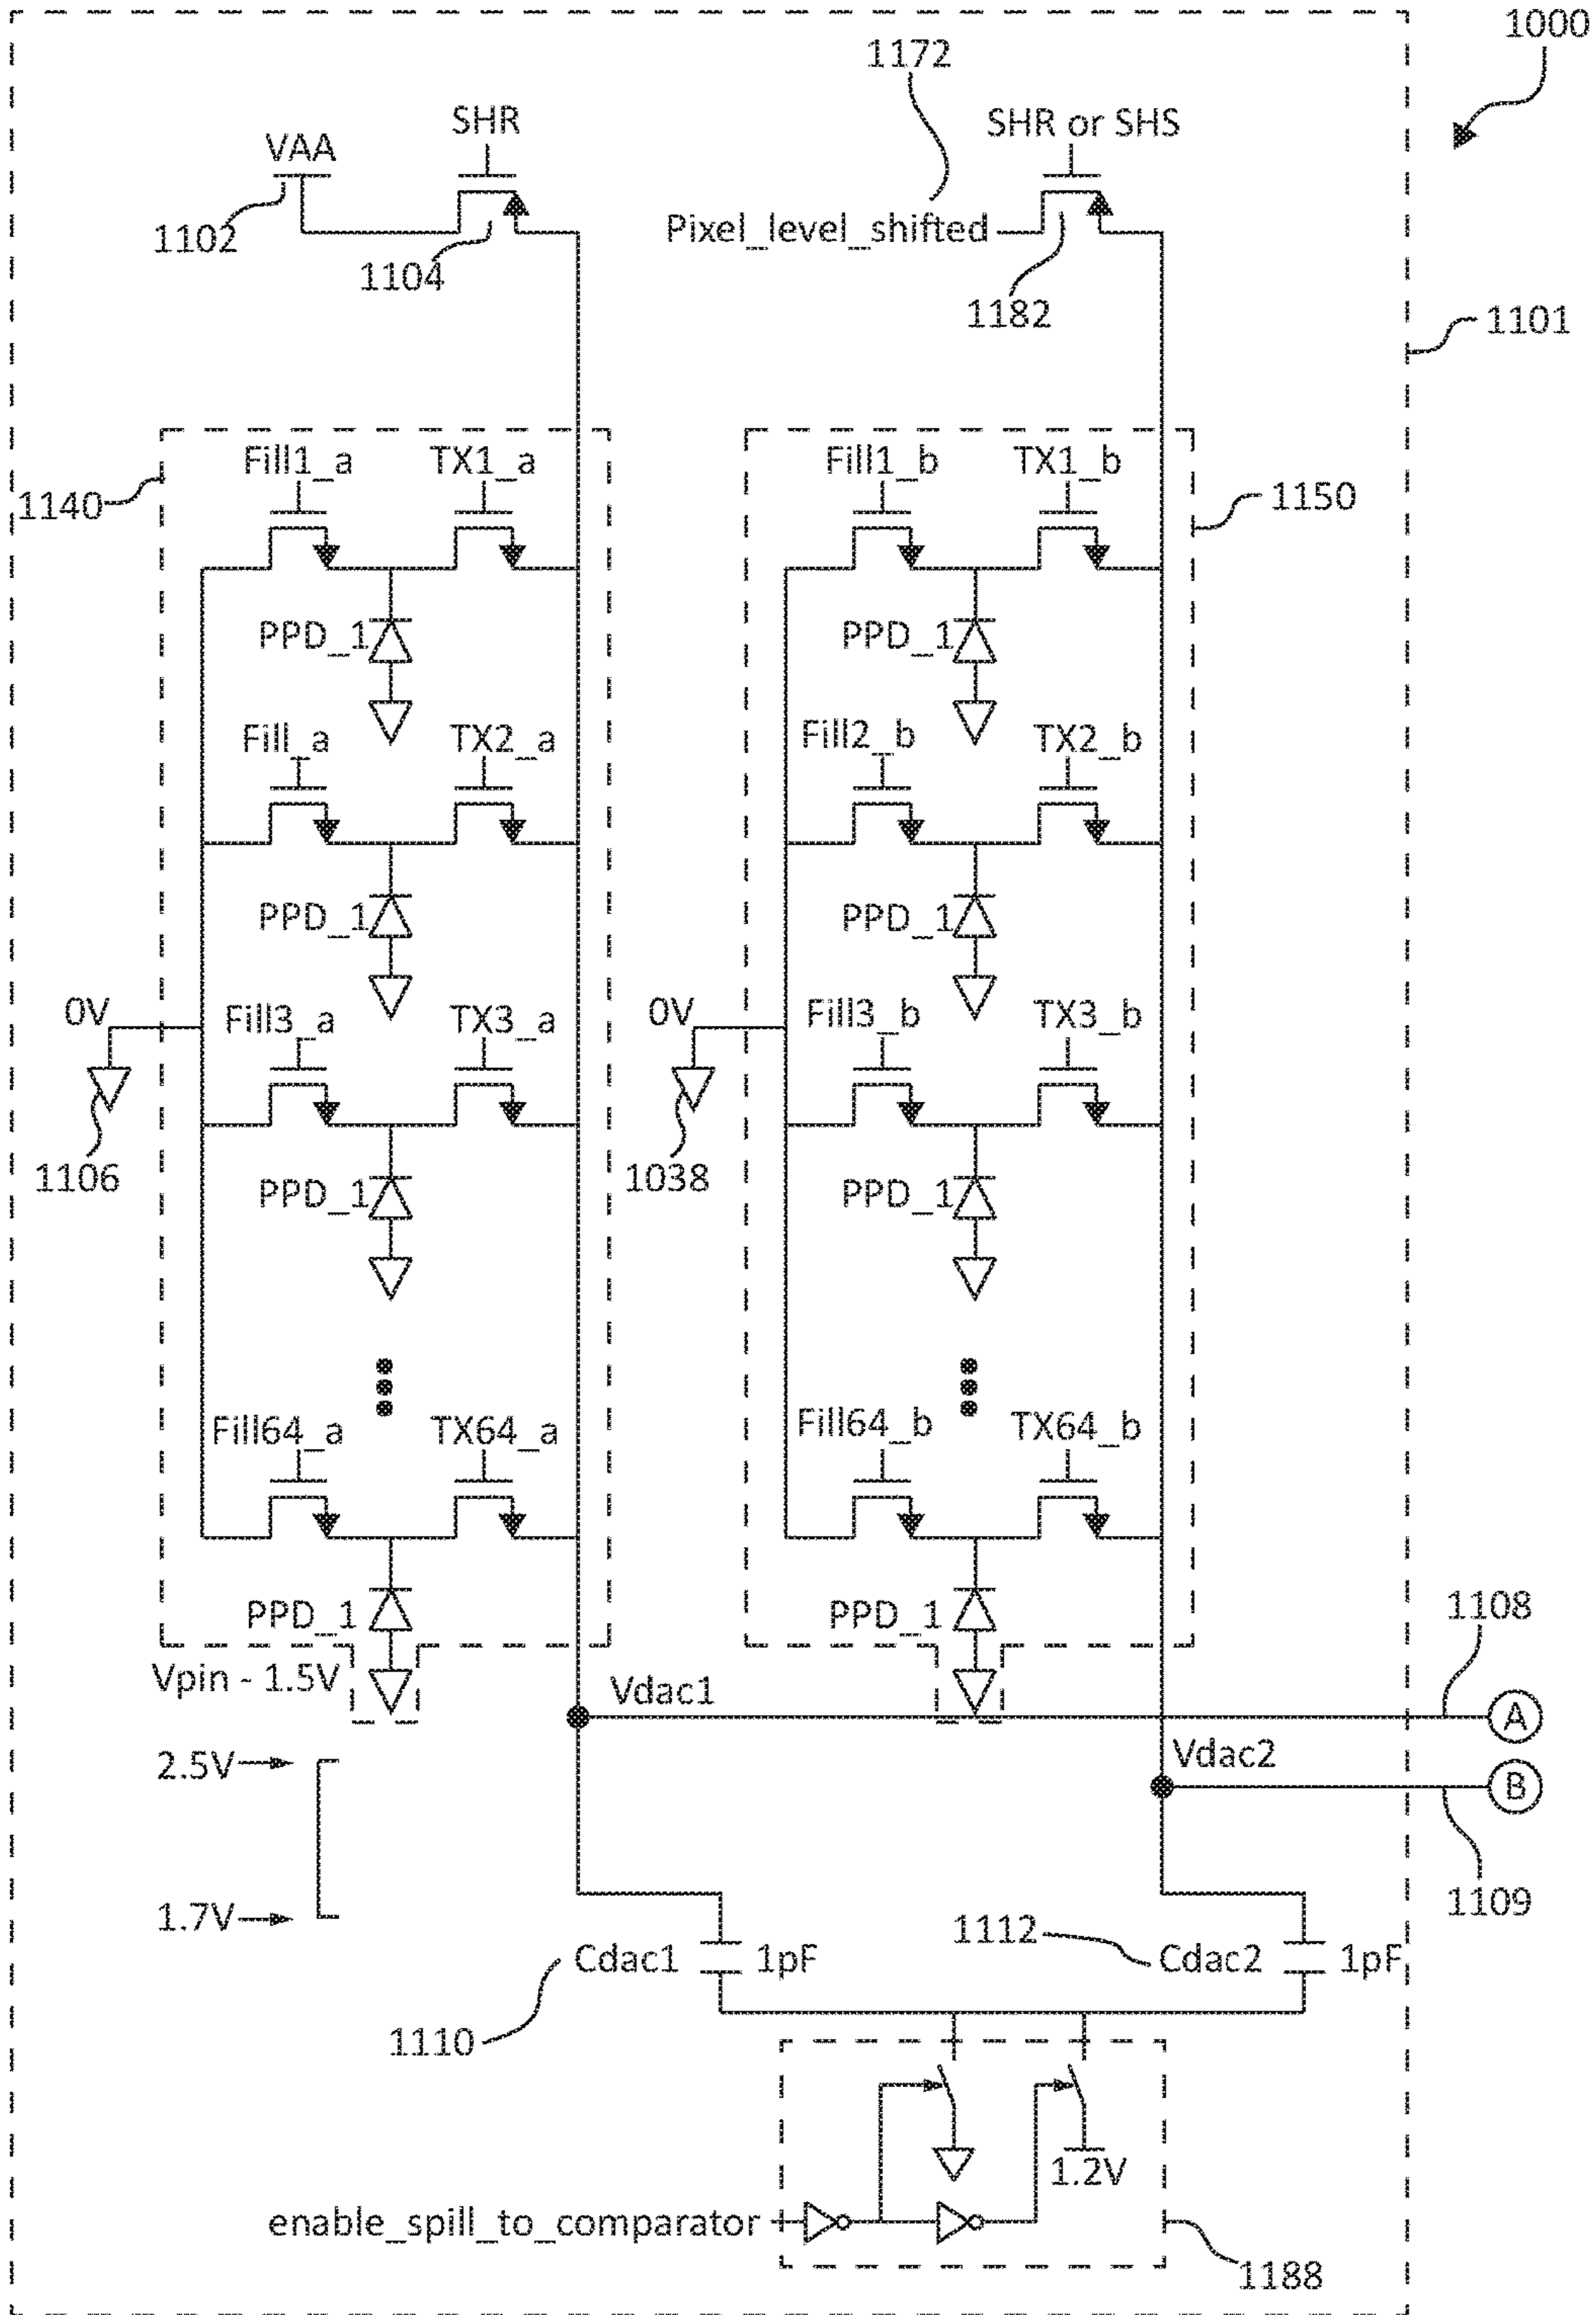 1000
1172
SHR
SHR or SHS
VAA
1102
Pixel_level_shifted
1104
1182
1101
Fill1_a TX1_a
Fill1_b TX1_b
1140
1150
PPD_1
PPD_1
Fill_a TX2_a
Fill2_b TX2_b
PPD_1
PPD_1
0V
Fill3_a TX3_a
0V
Fill3_b TX3_b
1106
PPD_1
1038
PPD_1
Fill64_a TX64_a
Fill64_b TX64_b
PPD_1
PPD_1
1108
Vpin - 1.5V
Vdac1
A
2.5V
Vdac2
B
1.7V
1109
1112
Cdac1 1pF
Cdac2 1pF
1110
1.2V
enable_spill_to_comparator
1188